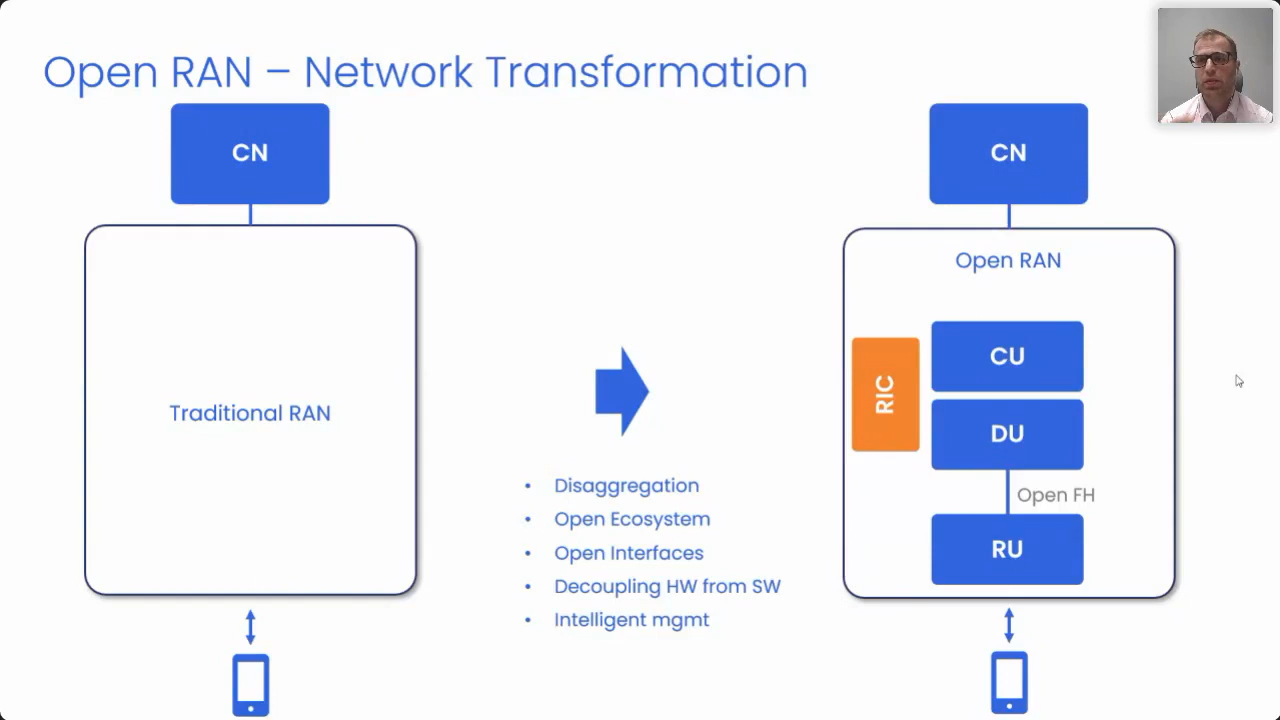 Open RAN – Network Transformation
CN
Traditional RAN
• Disaggregation
• Open Ecosystem
• Open Interfaces
• Decoupling HW from SW
• Intelligent mgmt
CN
Open RAN
RIC
CU
DU
Open FH
RU